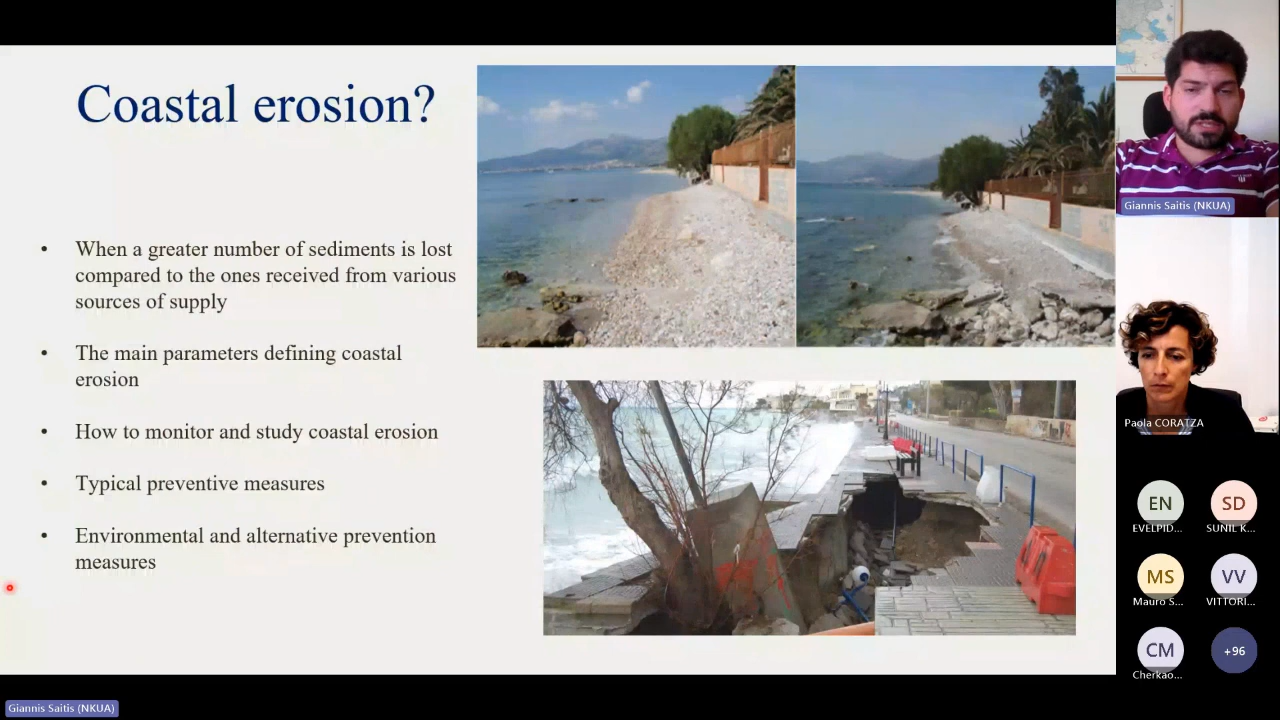 Coastal erosion?
• When a greater number of sediments is lost
compared to the ones received from various
sources of supply
• The main parameters defining coastal
erosion
• How to monitor and study coastal erosion
• Typical preventive measures
• Environmental and alternative prevention
measures
Giannis Saitis (NKUA)
Paola CORATZA
EN
SD
EVELPID...
SUNIL K...
MS
VV
Mauro S...
VITTORI...
CM
+96
Cherkao...
Giannis Saitis (NKUA)